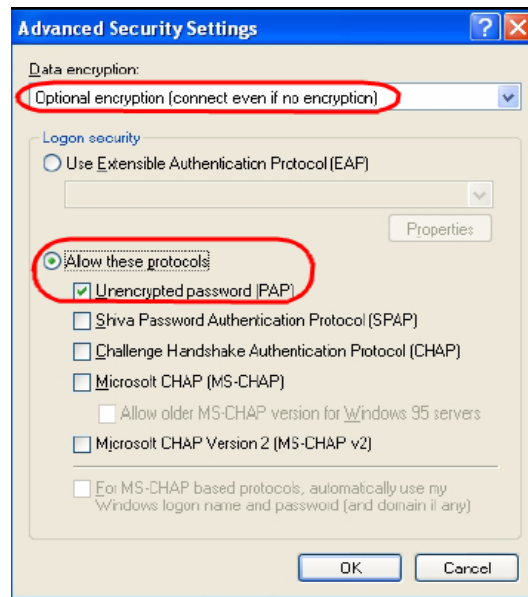 Advanced Security Settings
Data encryption:
Optional encryption (connect even if no encryption)
Logon security
Use Extensible Authentication Protocol (EAP)
Properties
Allow these protocols
Unencrypted password (PAP)
Shiva Password Authentication Protocol (SPAP)
Challenge Handshake Authentication Protocol (CHAP)
Microsoft CHAP (MS-CHAP)
Allow older MS-CHAP version for Windows 95 servers
Microsoft CHAP Version 2 (MS-CHAP v2)
For MS-CHAP based protocols, automatically use my
Windows logon name and password (and domain if any)
OK
Cancel